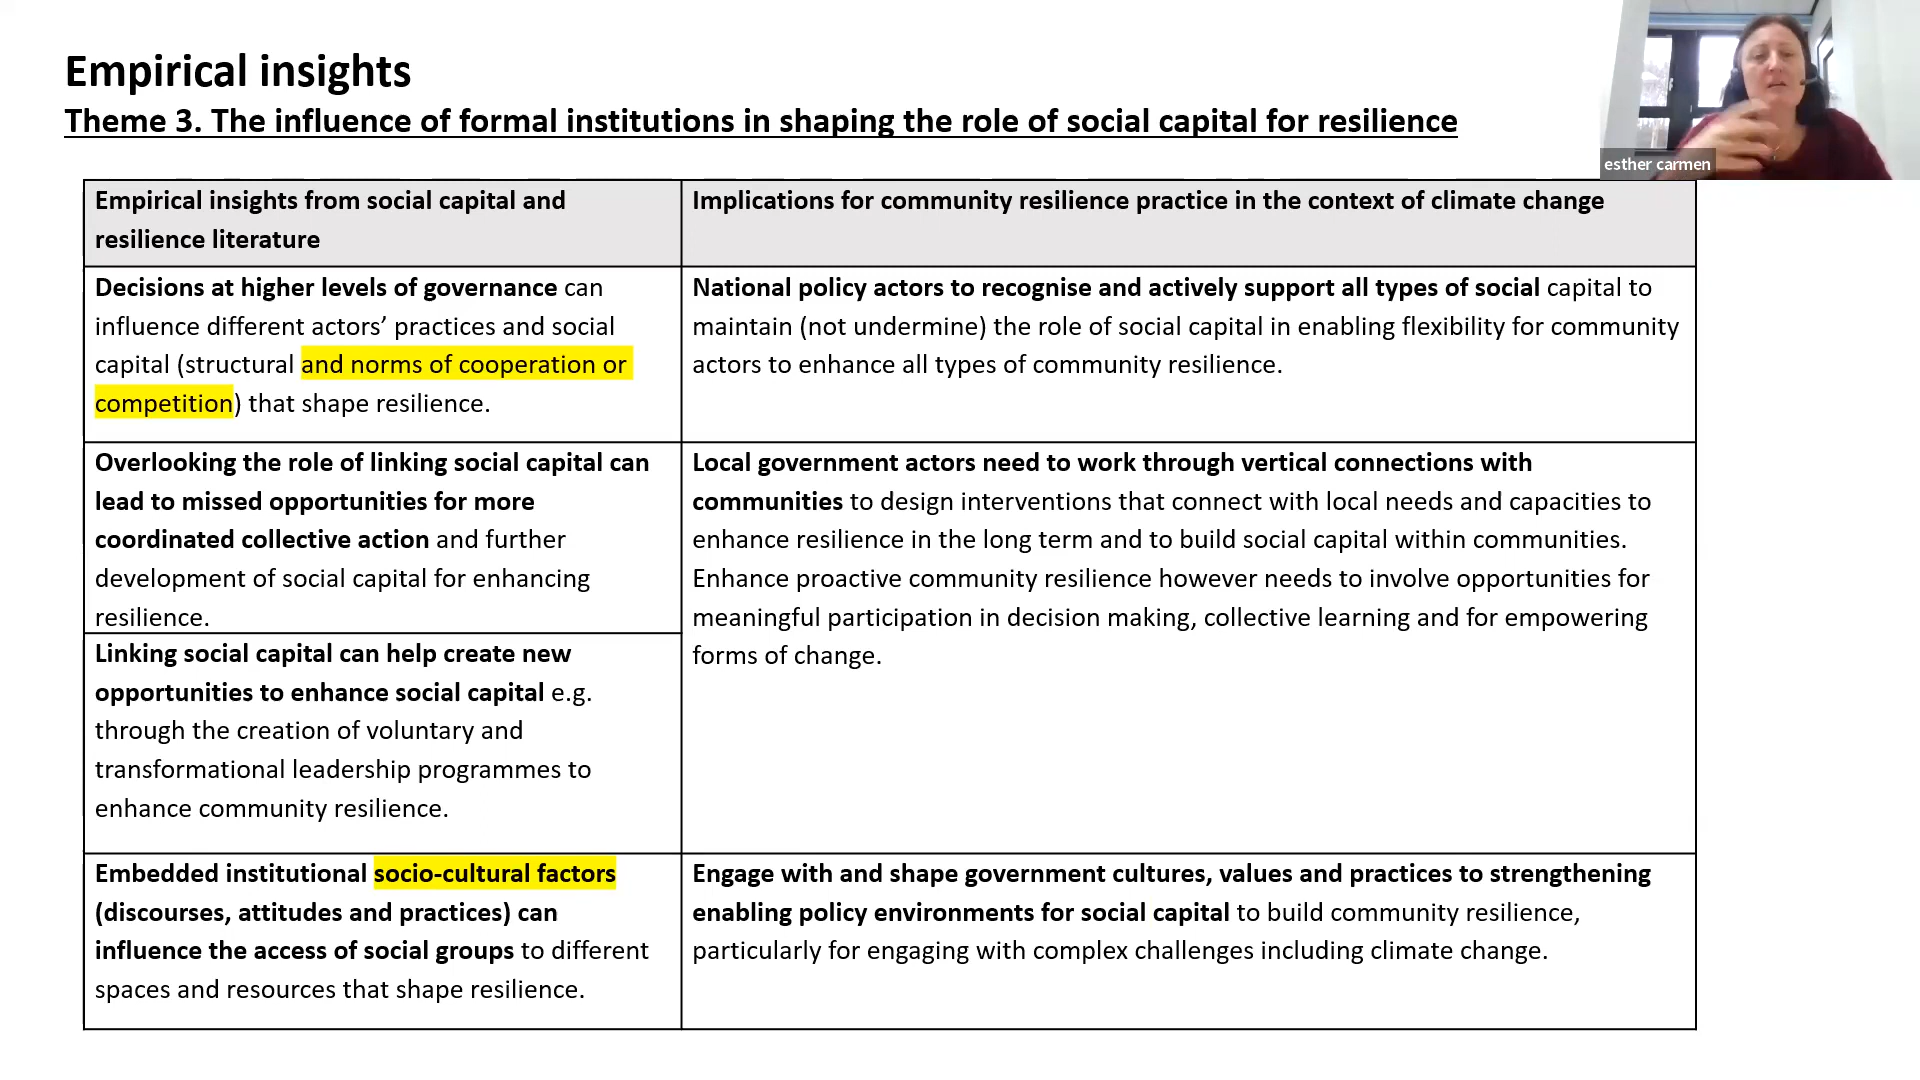 Empirical insights
Theme 3. The influence of formal institutions in shaping the role of social capital for resilience
esther carmen
Empirical insights from social capital and
resilience literature
Implications for community resilience practice in the context of climate change
Decisions at higher levels of governance can
influence different actors’ practices and social
capital (structural and norms of cooperation or
competition) that shape resilience.
National policy actors to recognise and actively support all types of social capital to
maintain (not undermine) the role of social capital in enabling flexibility for community
actors to enhance all types of community resilience.
Overlooking the role of linking social capital can
lead to missed opportunities for more
coordinated collective action and further
development of social capital for enhancing
resilience.
Local government actors need to work through vertical connections with
communities to design interventions that connect with local needs and capacities to
enhance resilience in the long term and to build social capital within communities.
Enhance proactive community resilience however needs to involve opportunities for
meaningful participation in decision making, collective learning and for empowering
forms of change.
Linking social capital can help create new
opportunities to enhance social capital e.g.
through the creation of voluntary and
transformational leadership programmes to
enhance community resilience.
Embedded institutional socio-cultural factors
(discourses, attitudes and practices) can
influence the access of social groups to different
spaces and resources that shape resilience.
Engage with and shape government cultures, values and practices to strengthening
enabling policy environments for social capital to build community resilience,
particularly for engaging with complex challenges including climate change.